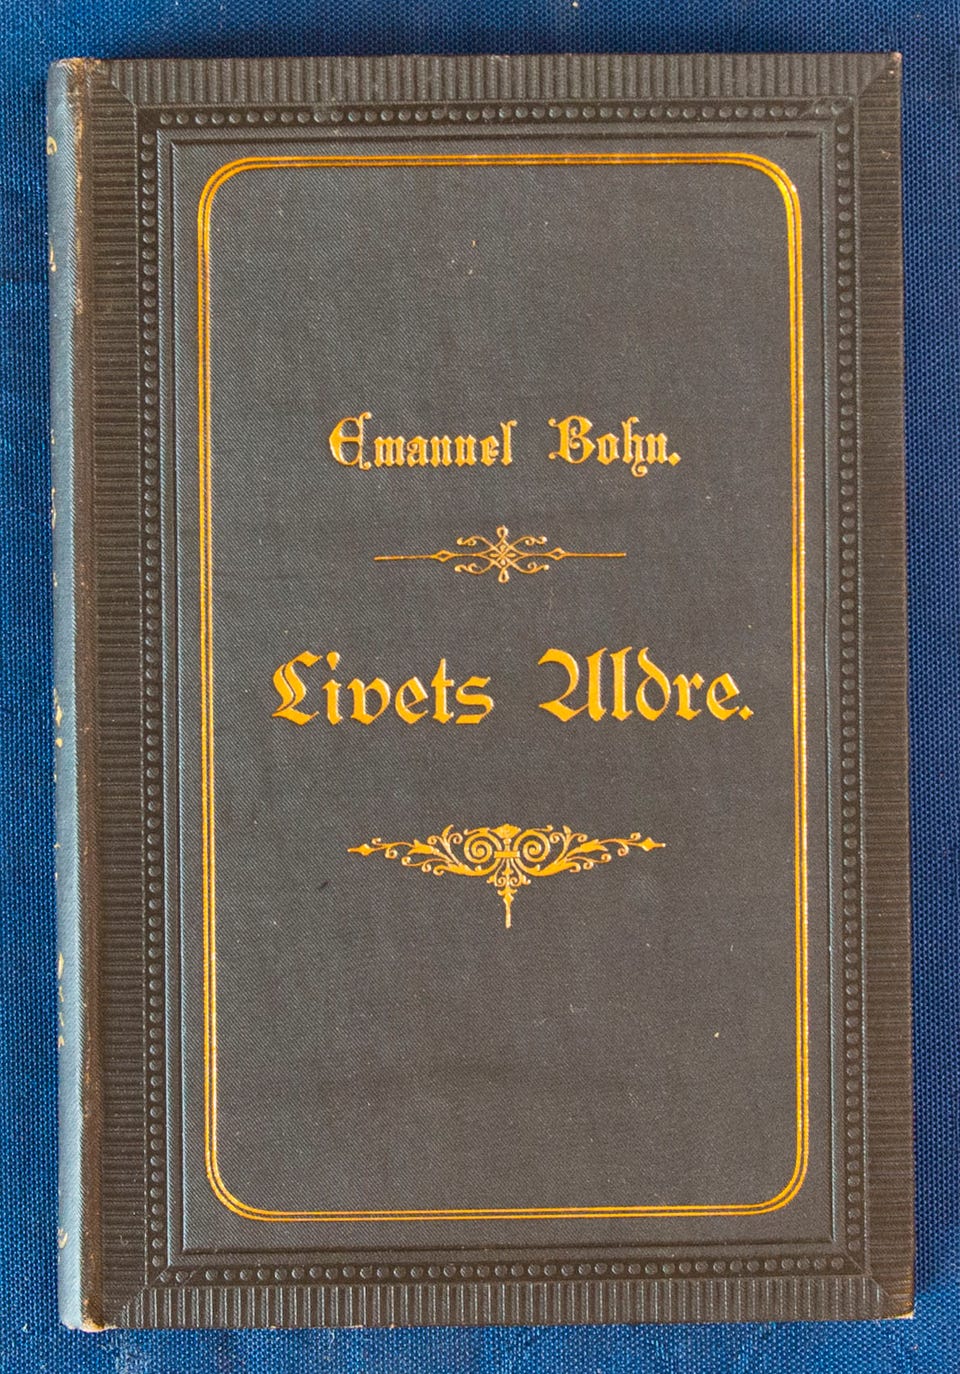 Emanuel Bohn.
Livets Aldre.